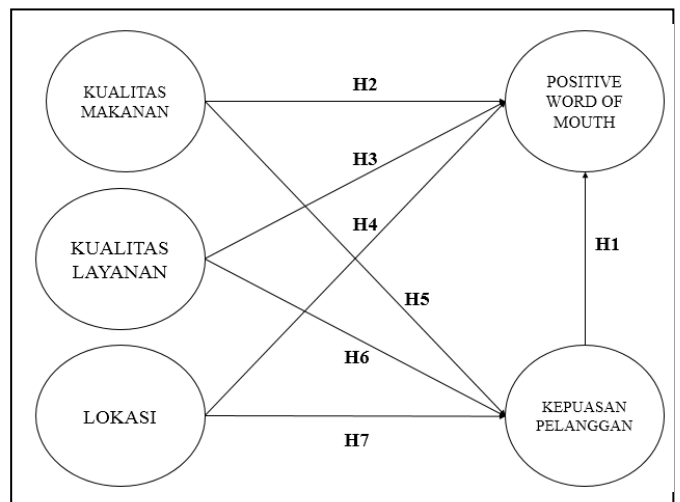 KUALITAS
MAKANAN
H2
POSITIVE
WORD OF
MOUTH
H3
KUALITAS
LAYANAN
H4
H1
H5
H6
LOKASI
H7
KEPUASAN
PELANGGAN